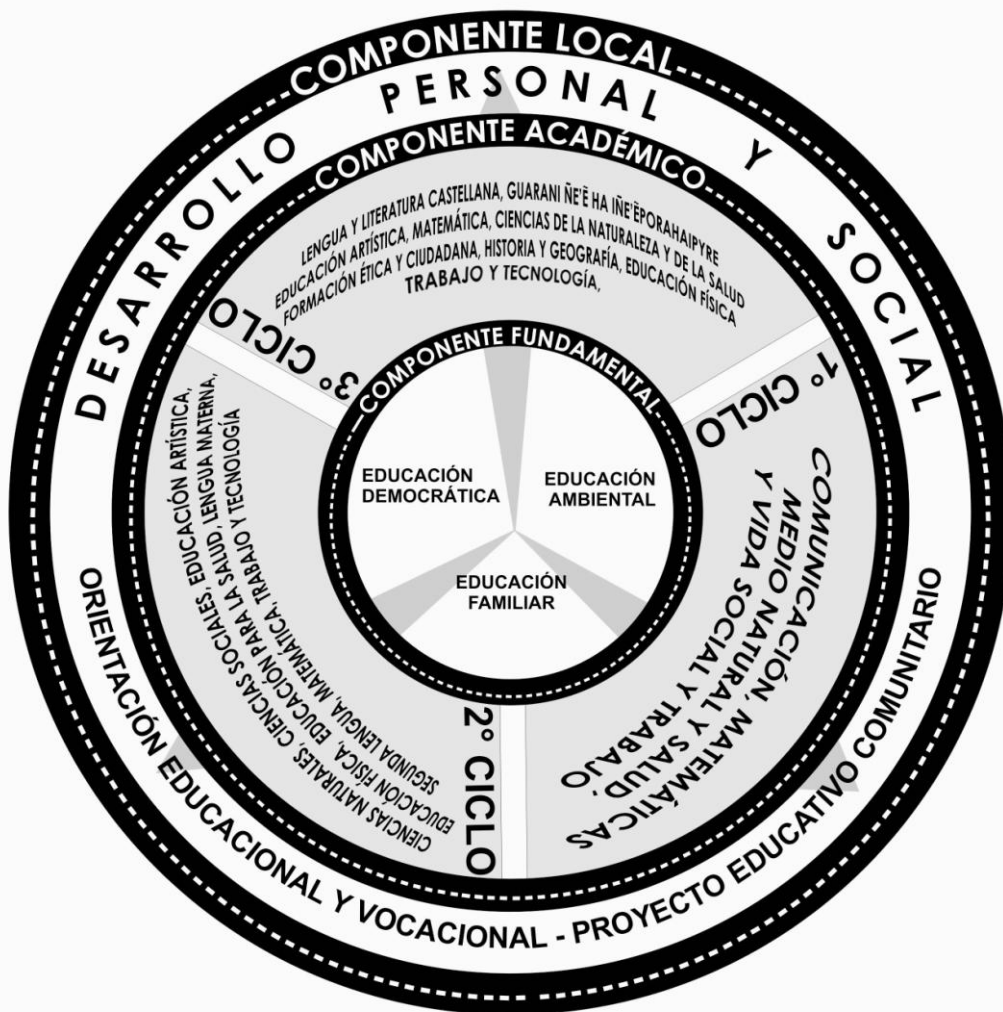 COMPONENTE LOCAL
DESARROLLO PERSONAL Y SOCIAL
COMPONENTE ACADÉMICO
LENGUA Y LITERATURA CASTELLANA, GUARANI ÑE'Ẽ HA IÑE'ẼPORAHAIPYRE
EDUCACIÓN ARTÍSTICA, MATEMÁTICA, CIENCIAS DE LA NATURALEZA Y DE LA SALUD
FORMACIÓN ÉTICA Y CIUDADANA, HISTORIA Y GEOGRAFÍA, EDUCACIÓN FÍSICA
TRABAJO Y TECNOLOGÍA,
3° CICLO
1° CICLO
COMUNICACIÓN, MATEMÁTICAS
MEDIO NATURAL Y SALUD,
Y VIDA SOCIAL Y TRABAJO
2° CICLO
CIENCIAS NATURALES, CIENCIAS SOCIALES, EDUCACIÓN ARTÍSTICA,
EDUCACIÓN FÍSICA, EDUCACIÓN PARA LA SALUD, LENGUA MATERNA,
SEGUNDA LENGUA, MATEMÁTICA, TRABAJO Y TECNOLOGÍA
COMPONENTE FUNDAMENTAL
EDUCACIÓN
DEMOCRÁTICA
EDUCACIÓN
AMBIENTAL
EDUCACIÓN
FAMILIAR
ORIENTACIÓN EDUCACIONAL Y VOCACIONAL - PROYECTO EDUCATIVO COMUNITARIO